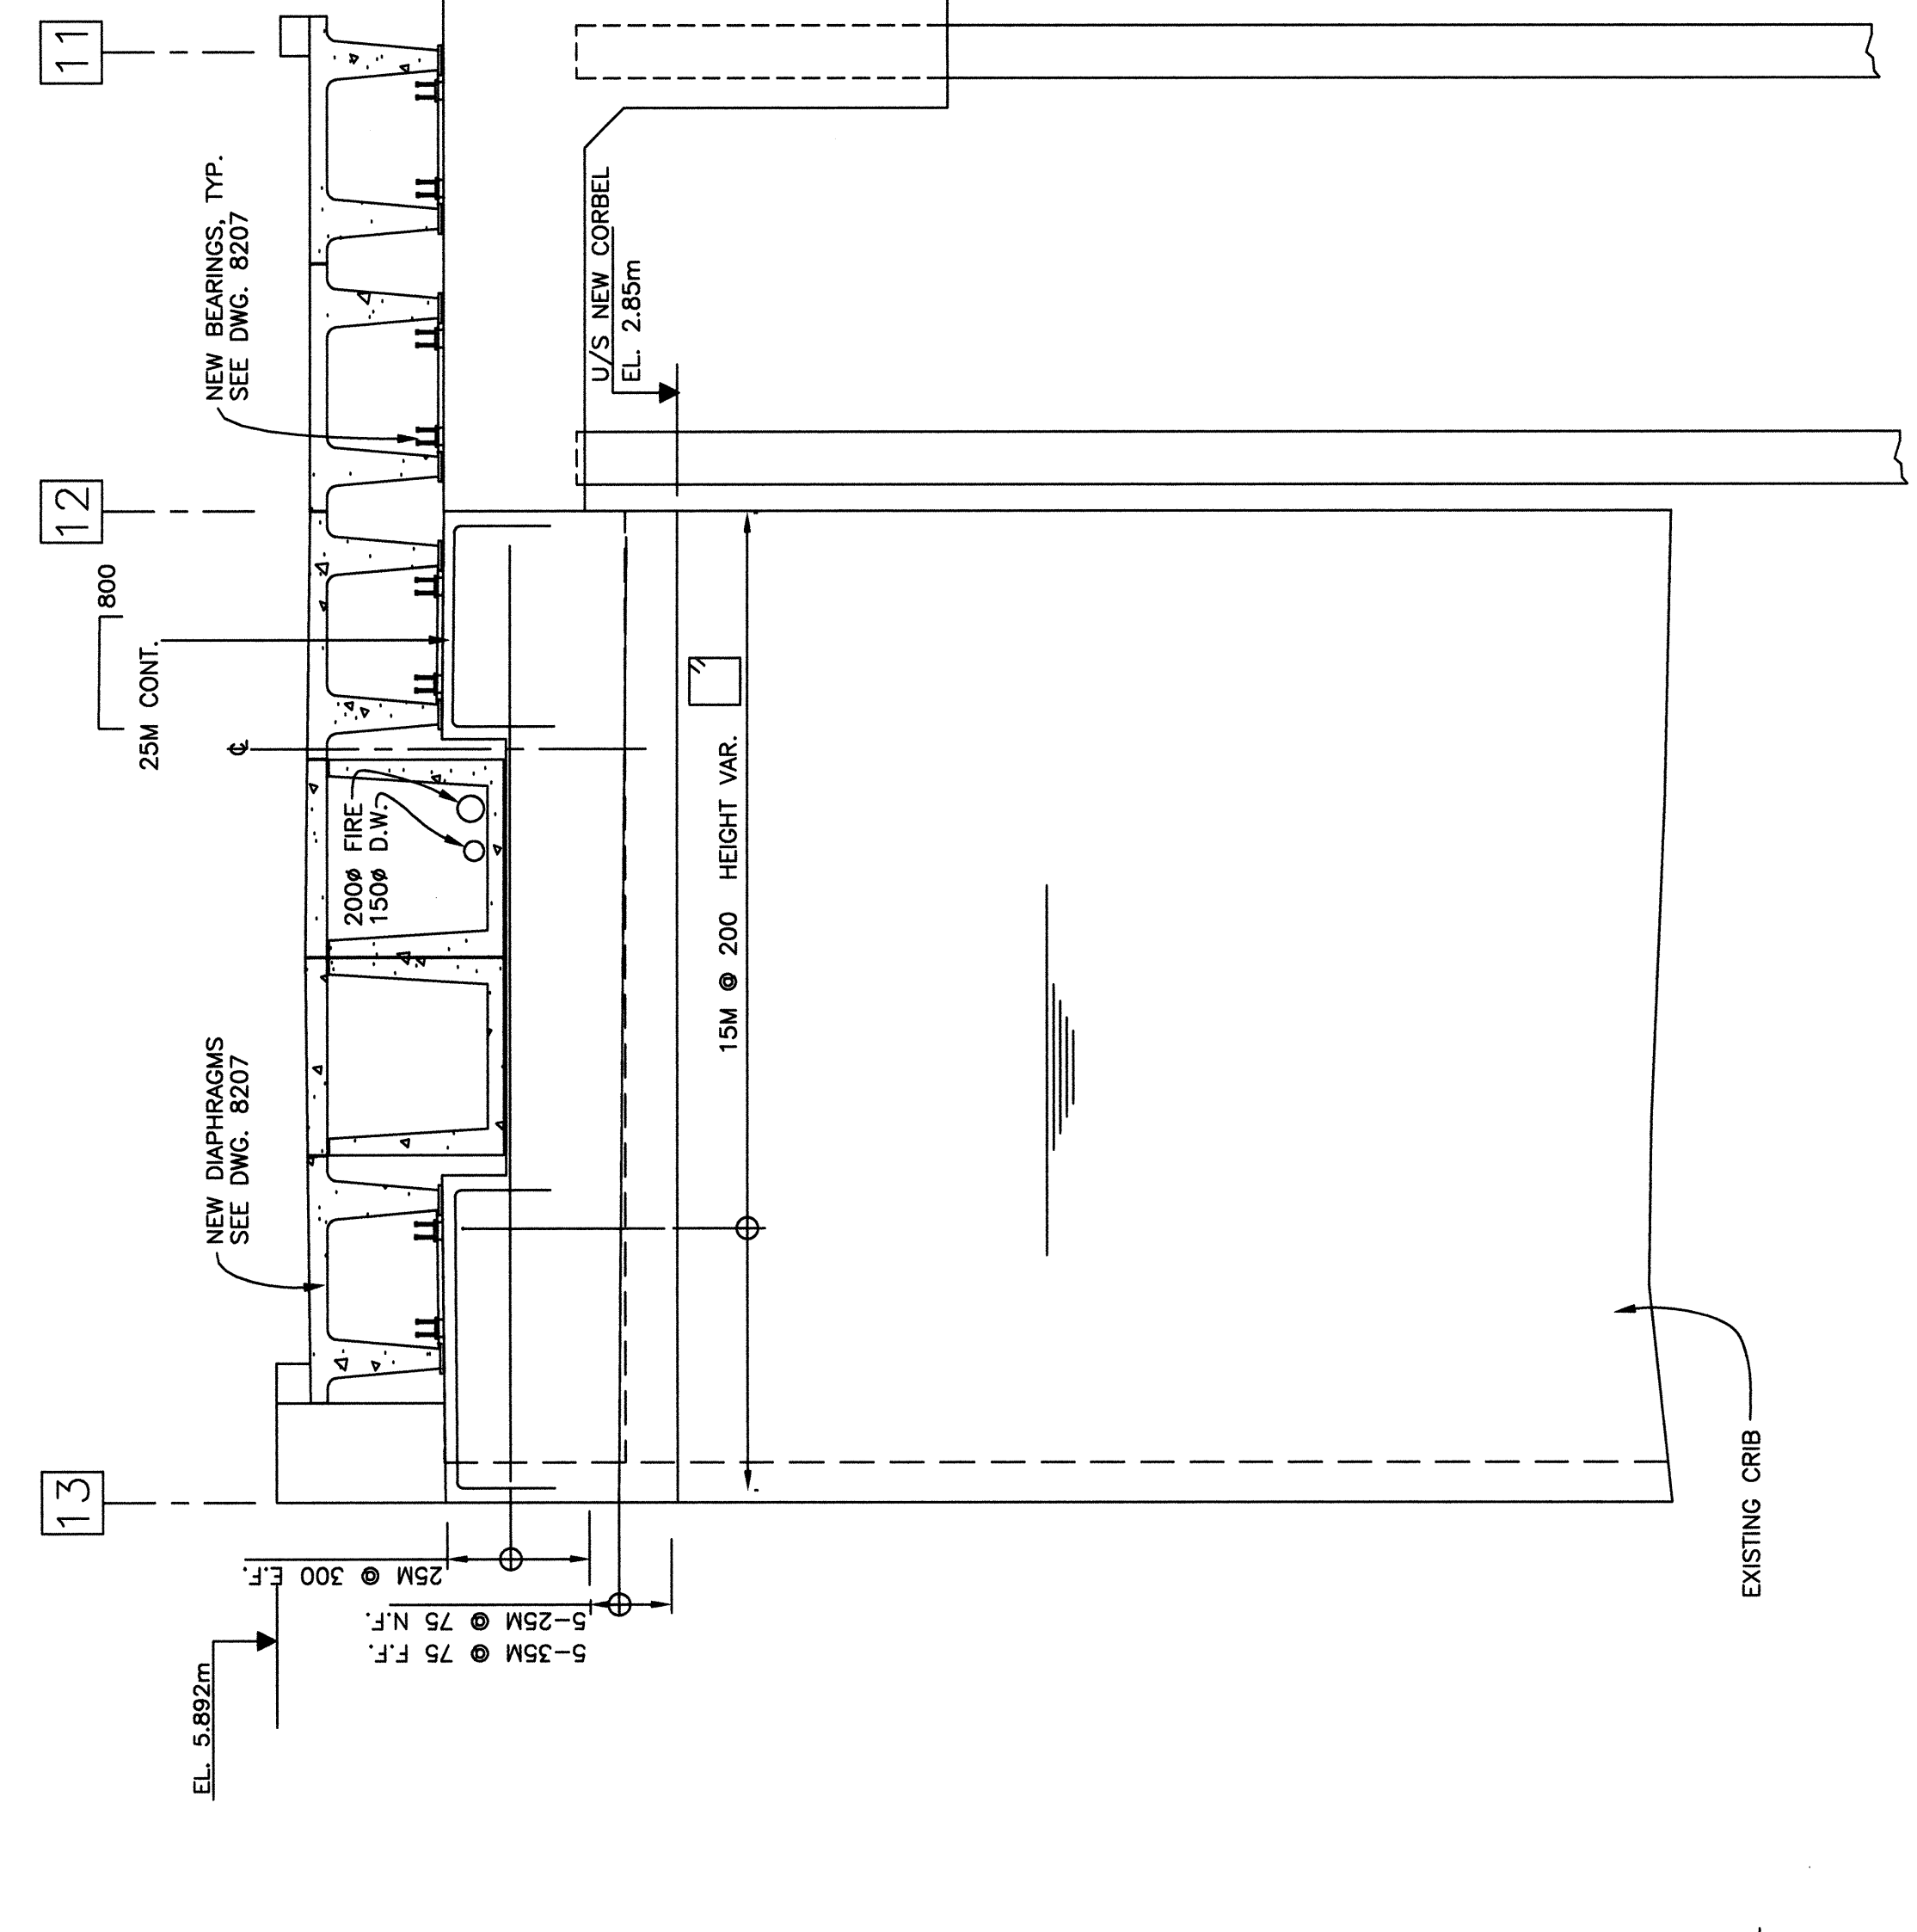 11
12
13
NEW BEARINGS, TYP.
SEE DWG. 8207
U/S NEW CORBEL
EL. 2.85m
800
25M CONT.
℄
200ø FIRE
150ø D.W.
15M @ 200 HEIGHT VAR.
NEW DIAPHRAGMS
SEE DWG. 8207
25M @ 300 E.F.
5-25M @ 75 N.F.
5-35M @ 75 F.F.
EL. 5.892m
EXISTING CRIB